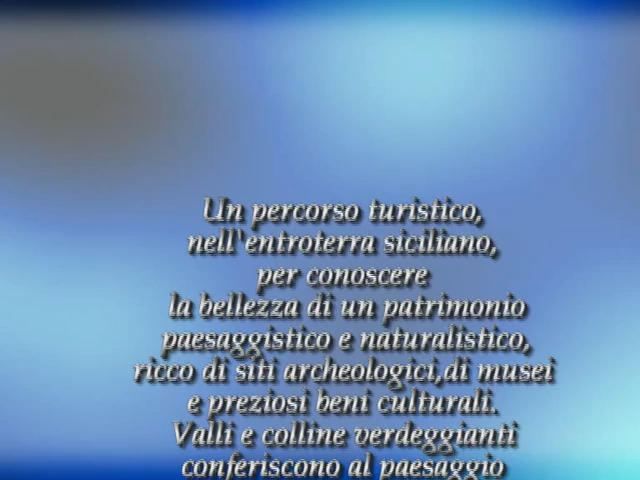 Un percorso turistico,
nell'entroterra siciliano,
per conoscere
la bellezza di un patrimonio
paesaggistico e naturalistico,
ricco di siti archeologici,di musei
e preziosi beni culturali.
Valli e colline verdeggianti
conferiscono al paesaggio